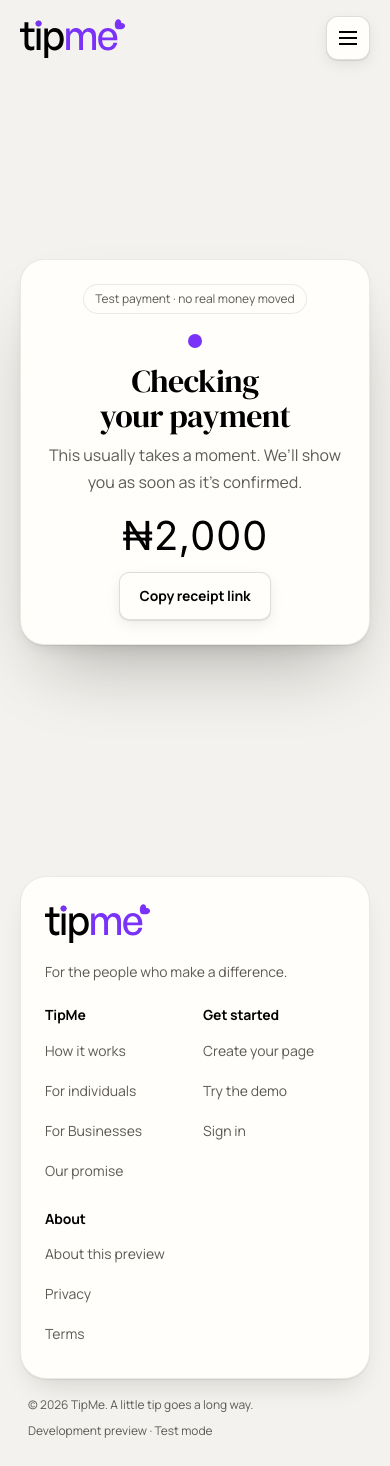 tipme
Test payment · no real money moved
Checking
your payment
This usually takes a moment. We’ll show
you as soon as it’s confirmed.
₦2,000
Copy receipt link
tipme
For the people who make a difference.
TipMe
How it works
For individuals
For Businesses
Our promise
Get started
Create your page
Try the demo
Sign in
About
About this preview
Privacy
Terms
© 2026 TipMe. A little tip goes a long way.
Development preview · Test mode